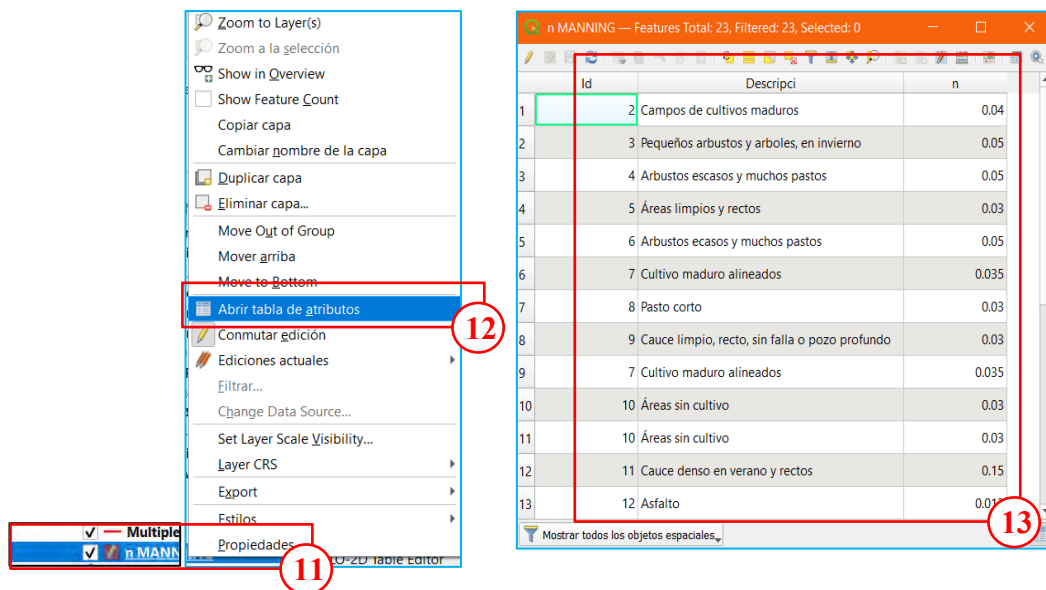 Zoom to Layer(s)
Zoom a la selección
Show in Overview
Show Feature Count
Copiar capa
Cambiar nombre de la capa
Duplicar capa
Eliminar capa...
Move Out of Group
Mover arriba
Move to Bottom
Abrir tabla de atributos
12
Conmutar edición
Ediciones actuales
Filtrar...
Change Data Source...
Set Layer Scale Visibility...
Layer CRS
Export
Estilos
Propiedades
Multiple
n MANN
2D Table Editor
11
n MANNING — Features Total: 23, Filtered: 23, Selected: 0
Id Descripci n
1 2 Campos de cultivos maduros 0.04
2 3 Pequeños arbustos y arboles, en invierno 0.05
3 4 Arbustos escasos y muchos pastos 0.05
4 5 Áreas limpios y rectos 0.03
5 6 Arbustos ecasos y muchos pastos 0.05
6 7 Cultivo maduro alineados 0.035
7 8 Pasto corto 0.03
8 9 Cauce limpio, recto, sin falla o pozo profundo 0.03
9 7 Cultivo maduro alineados 0.035
10 10 Áreas sin cultivo 0.03
11 10 Áreas sin cultivo 0.03
12 11 Cauce denso en verano y rectos 0.15
13 12 Asfalto
13
Mostrar todos los objetos espaciales